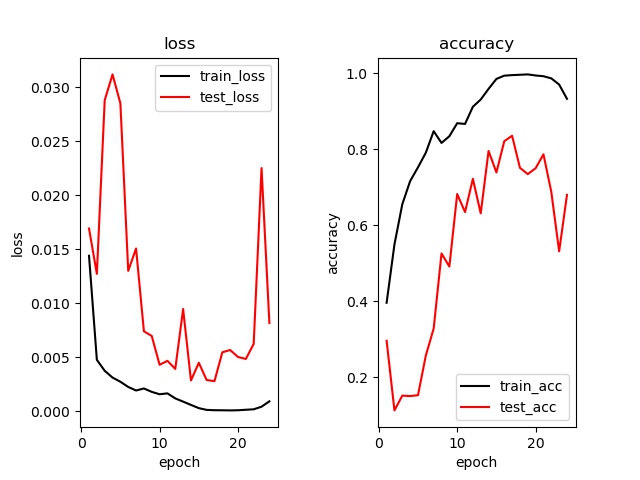 loss
train_loss
test_loss
0.030
0.025
0.020
0.015
0.010
0.005
0.000
loss
0 10 20
epoch
accuracy
1.0
0.8
0.6
0.4
0.2
accuracy
train_acc
test_acc
0 10 20
epoch